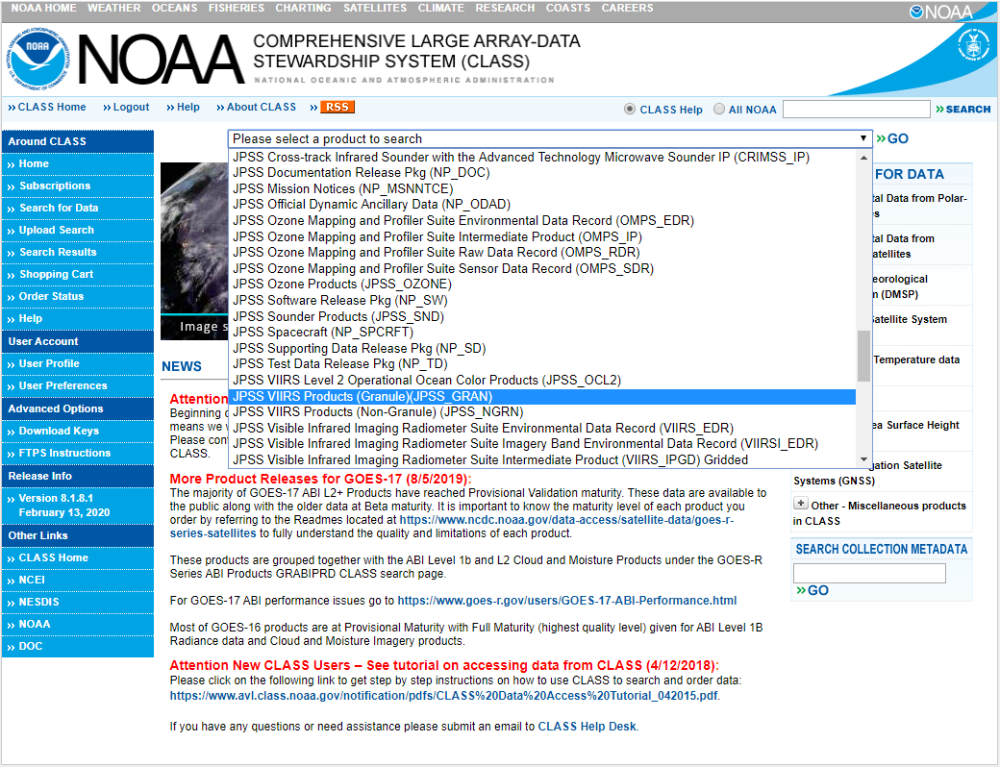 NOAA HOME WEATHER OCEANS FISHERIES CHARTING SATELLITES CLIMATE RESEARCH COASTS CAREERS
NOAA
NOAA
NOAA
COMPREHENSIVE LARGE ARRAY-DATA
STEWARDSHIP SYSTEM (CLASS)
NATIONAL OCEANIC AND ATMOSPHERIC ADMINISTRATION
CLASS Home Logout Help About CLASS RSS
CLASS Help All NOAA SEARCH
Around CLASS
Home
Subscriptions
Search for Data
Upload Search
Search Results
Shopping Cart
Order Status
Help
User Account
User Profile
User Preferences
Advanced Options
Download Keys
FTPS Instructions
Release Info
Version 8.1.8.1
February 13, 2020
Other Links
CLASS Home
NCEI
NESDIS
NOAA
DOC
Please select a product to search
GO
JPSS Cross-track Infrared Sounder with the Advanced Technology Microwave Sounder IP (CRIMSS_IP)
JPSS Documentation Release Pkg (NP_DOC)
JPSS Mission Notices (NP_MSNNTCE)
JPSS Official Dynamic Ancillary Data (NP_ODAD)
JPSS Ozone Mapping and Profiler Suite Environmental Data Record (OMPS_EDR)
JPSS Ozone Mapping and Profiler Suite Intermediate Product (OMPS_IP)
JPSS Ozone Mapping and Profiler Suite Raw Data Record (OMPS_RDR)
JPSS Ozone Mapping and Profiler Suite Sensor Data Record (OMPS_SDR)
JPSS Ozone Products (JPSS_OZONE)
JPSS Software Release Pkg (NP_SW)
JPSS Sounder Products (JPSS_SND)
JPSS Spacecraft (NP_SPCRFT)
JPSS Supporting Data Release Pkg (NP_SD)
JPSS Test Data Release Pkg (NP_TD)
JPSS VIIRS Level 2 Operational Ocean Color Products (JPSS_OCL2)
JPSS VIIRS Products (Granule)(JPSS_GRAN)
JPSS VIIRS Products (Non-Granule) (JPSS_NGRN)
JPSS Visible Infrared Imaging Radiometer Suite Environmental Data Record (VIIRS_EDR)
JPSS Visible Infrared Imaging Radiometer Suite Imagery Band Environmental Data Record (VIIRSI_EDR)
JPSS Visible Infrared Imaging Radiometer Suite Intermediate Product (VIIRS_IPGD) Gridded
Image s
NEWS
Attention
Beginning
means we
Please
CLASS.
More Product Releases for GOES-17 (8/5/2019):
The majority of GOES-17 ABI L2+ Products have reached Provisional Validation maturity. These data are available to
the public along with the older data at Beta maturity. It is important to know the maturity level of each product you
order by referring to the Readmes located at https://www.ncdc.noaa.gov/data-access/satellite-data/goes-r-
series-satellites to fully understand the quality and limitations of each product.
These products are grouped together with the ABI Level 1b and L2 Cloud and Moisture Products under the GOES-R
Series ABI Products GRABIPRD CLASS search page.
For GOES-17 ABI performance issues go to https://www.goes-r.gov/users/GOES-17-ABI-Performance.html
Most of GOES-16 products are at Provisional Maturity with Full Maturity (highest quality level) given for ABI Level 1B
Radiance data and Cloud and Moisture Imagery products.
Attention New CLASS Users – See tutorial on accessing data from CLASS (4/12/2018):
Please click on the following link to get step by step instructions on how to use CLASS to search and order data:
https://www.avl.class.noaa.gov/notification/pdfs/CLASS%20Data%20Access%20Tutorial_042015.pdf.
If you have any questions or need assistance please submit an email to CLASS Help Desk.
FOR DATA
tal Data from Polar-
es
tal Data from
atellites
eorological
m (DMSP)
Satellite System
Temperature data
ea Surface Height
gation Satellite
Systems (GNSS)
Other - Miscellaneous products
in CLASS
SEARCH COLLECTION METADATA
GO